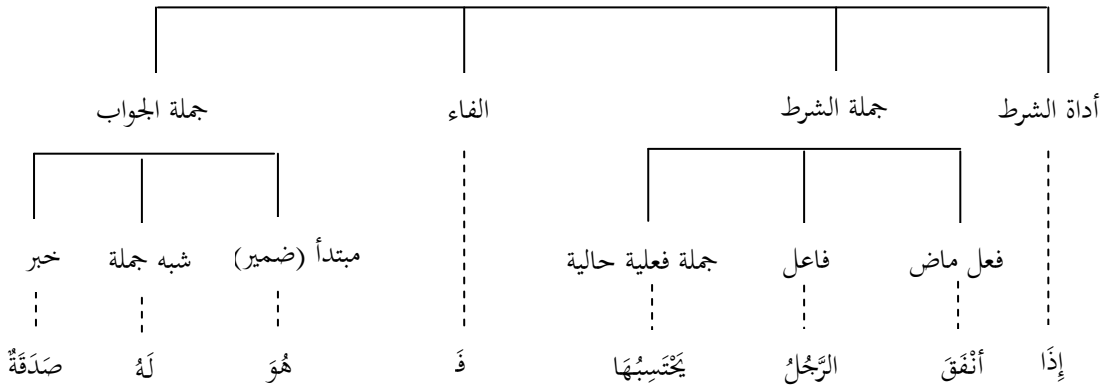 أداة الشرط جملة الشرط الفاء جملة الجواب
فعل ماض فاعل جملة فعلية حالية مبتدأ (ضمير) شبه جملة خبر
إِذَا أنْفَقَ الرَّجُلُ يَحْتَسِبُهَا فَ هُوَ لَهُ صَدَقَةٌ